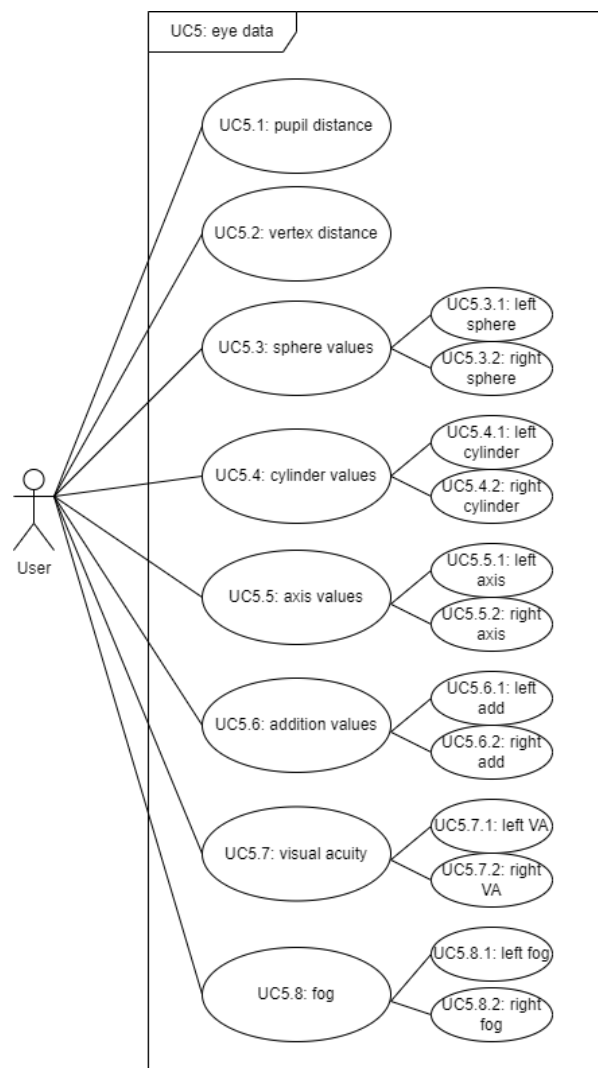 UC5: eye data
UC5.1: pupil distance
UC5.2: vertex distance
UC5.3: sphere values
UC5.3.1: left
sphere
UC5.3.2: right
sphere
UC5.4: cylinder values
UC5.4.1: left
cylinder
UC5.4.2: right
cylinder
User
UC5.5: axis values
UC5.5.1: left
axis
UC5.5.2: right
axis
UC5.6: addition values
UC5.6.1: left
add
UC5.6.2: right
add
UC5.7: visual acuity
UC5.7.1: left VA
UC5.7.2: right
VA
UC5.8: fog
UC5.8.1: left fog
UC5.8.2: right
fog